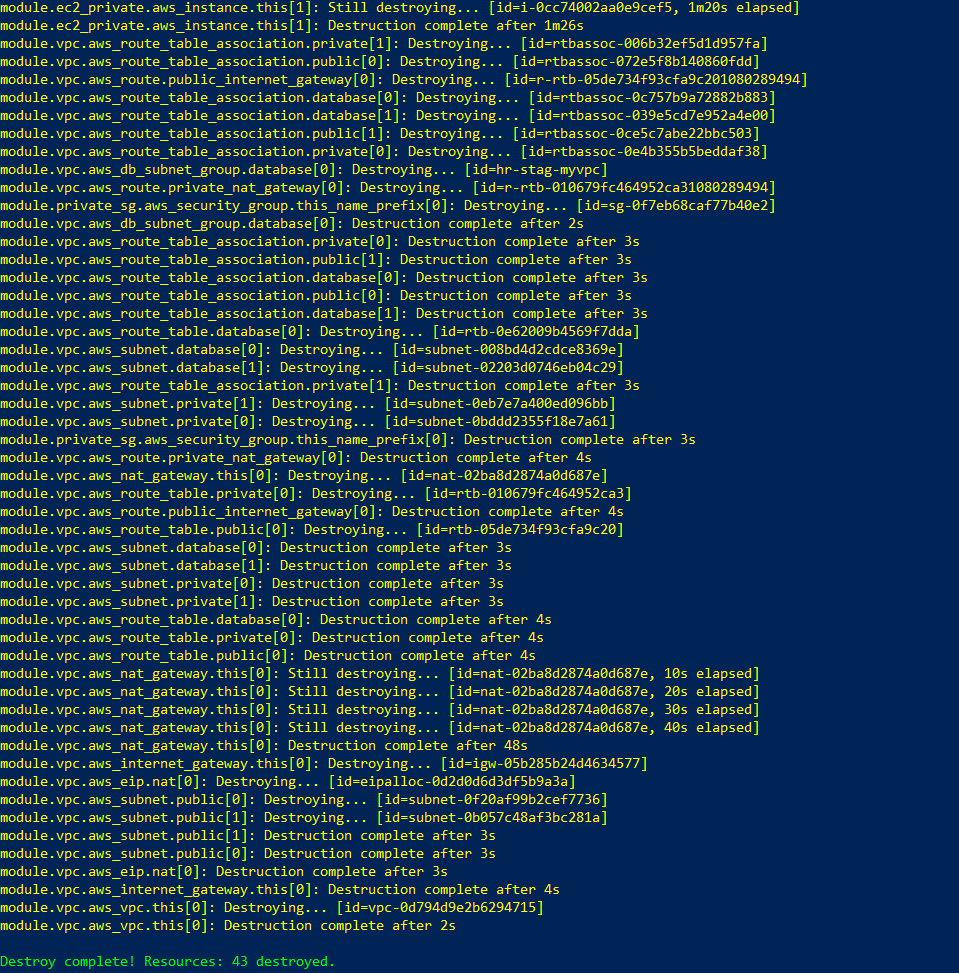 module.ec2_private.aws_instance.this[1]: Still destroying... [id=i-0cc74002aa0e9cef5, 1m20s elapsed]
module.ec2_private.aws_instance.this[1]: Destruction complete after 1m26s
module.vpc.aws_route_table_association.private[1]: Destroying... [id=rtbassoc-006b32ef5d1d957fa]
module.vpc.aws_route_table_association.public[0]: Destroying... [id=rtbassoc-072e5f8b140860fdd]
module.vpc.aws_route.public_internet_gateway[0]: Destroying... [id=r-rtb-05de734f93cfa9c201080289494]
module.vpc.aws_route_table_association.database[0]: Destroying... [id=rtbassoc-0c757b9a72882b883]
module.vpc.aws_route_table_association.database[1]: Destroying... [id=rtbassoc-039e5cd7e952a4e00]
module.vpc.aws_route_table_association.public[1]: Destroying... [id=rtbassoc-0ce5c7abe22bbc503]
module.vpc.aws_route_table_association.private[0]: Destroying... [id=rtbassoc-0e4b355b5beddaf38]
module.vpc.aws_db_subnet_group.database[0]: Destroying... [id=hr-stag-myvpc]
module.vpc.aws_route.private_nat_gateway[0]: Destroying... [id=r-rtb-010679fc464952ca31080289494]
module.private_sg.aws_security_group.this_name_prefix[0]: Destroying... [id=sg-0f7eb68caf77b40e2]
module.vpc.aws_db_subnet_group.database[0]: Destruction complete after 2s
module.vpc.aws_route_table_association.private[0]: Destruction complete after 3s
module.vpc.aws_route_table_association.public[1]: Destruction complete after 3s
module.vpc.aws_route_table_association.database[0]: Destruction complete after 3s
module.vpc.aws_route_table_association.public[0]: Destruction complete after 3s
module.vpc.aws_route_table_association.database[1]: Destruction complete after 3s
module.vpc.aws_route_table.database[0]: Destroying... [id=rtb-0e62009b4569f7dda]
module.vpc.aws_subnet.database[0]: Destroying... [id=subnet-008bd4d2cdce8369e]
module.vpc.aws_subnet.database[1]: Destroying... [id=subnet-02203d0746eb04c29]
module.vpc.aws_route_table_association.private[1]: Destruction complete after 3s
module.vpc.aws_subnet.private[1]: Destroying... [id=subnet-0eb7e7a400ed096bb]
module.vpc.aws_subnet.private[0]: Destroying... [id=subnet-0bddd2355f18e7a61]
module.private_sg.aws_security_group.this_name_prefix[0]: Destruction complete after 3s
module.vpc.aws_route.private_nat_gateway[0]: Destruction complete after 4s
module.vpc.aws_nat_gateway.this[0]: Destroying... [id=nat-02ba8d2874a0d687e]
module.vpc.aws_route_table.private[0]: Destroying... [id=rtb-010679fc464952ca3]
module.vpc.aws_route.public_internet_gateway[0]: Destruction complete after 4s
module.vpc.aws_route_table.public[0]: Destroying... [id=rtb-05de734f93cfa9c20]
module.vpc.aws_subnet.database[0]: Destruction complete after 3s
module.vpc.aws_subnet.database[1]: Destruction complete after 3s
module.vpc.aws_subnet.private[0]: Destruction complete after 3s
module.vpc.aws_subnet.private[1]: Destruction complete after 3s
module.vpc.aws_route_table.database[0]: Destruction complete after 4s
module.vpc.aws_route_table.private[0]: Destruction complete after 4s
module.vpc.aws_route_table.public[0]: Destruction complete after 4s
module.vpc.aws_nat_gateway.this[0]: Still destroying... [id=nat-02ba8d2874a0d687e, 10s elapsed]
module.vpc.aws_nat_gateway.this[0]: Still destroying... [id=nat-02ba8d2874a0d687e, 20s elapsed]
module.vpc.aws_nat_gateway.this[0]: Still destroying... [id=nat-02ba8d2874a0d687e, 30s elapsed]
module.vpc.aws_nat_gateway.this[0]: Still destroying... [id=nat-02ba8d2874a0d687e, 40s elapsed]
module.vpc.aws_nat_gateway.this[0]: Destruction complete after 48s
module.vpc.aws_internet_gateway.this[0]: Destroying... [id=igw-05b285b24d4634577]
module.vpc.aws_eip.nat[0]: Destroying... [id=eipalloc-0d2d0d6d3df5b9a3a]
module.vpc.aws_subnet.public[0]: Destroying... [id=subnet-0f20af99b2cef7736]
module.vpc.aws_subnet.public[1]: Destroying... [id=subnet-0b057c48af3bc281a]
module.vpc.aws_subnet.public[1]: Destruction complete after 3s
module.vpc.aws_subnet.public[0]: Destruction complete after 3s
module.vpc.aws_eip.nat[0]: Destruction complete after 3s
module.vpc.aws_internet_gateway.this[0]: Destruction complete after 4s
module.vpc.aws_vpc.this[0]: Destroying... [id=vpc-0d794d9e2b6294715]
module.vpc.aws_vpc.this[0]: Destruction complete after 2s
Destroy complete! Resources: 43 destroyed.